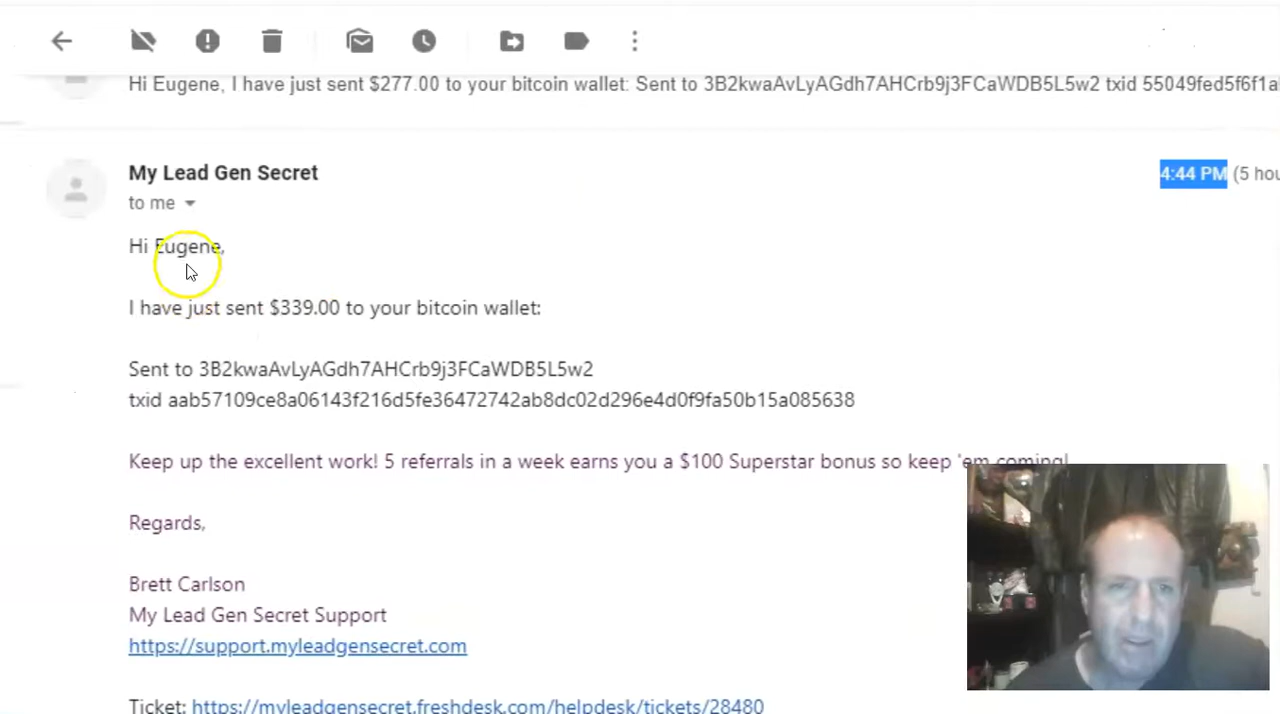 Hi Eugene, I have just sent $277.00 to your bitcoin wallet: Sent to 3B2kwaAvLyAGdh7AHCrb9j3FCaWDB5L5w2 txid 55049fed5f6f1a
My Lead Gen Secret
4:44 PM (5 hou
to me
Hi Eugene,
I have just sent $339.00 to your bitcoin wallet:
Sent to 3B2kwaAvLyAGdh7AHCrb9j3FCaWDB5L5w2
txid aab57109ce8a06143f216d5fe36472742ab8dc02d296e4d0f9fa50b15a085638
Keep up the excellent work! 5 referrals in a week earns you a $100 Superstar bonus so keep 'em coming!
Regards,
Brett Carlson
My Lead Gen Secret Support
https://support.myleadgensecret.com
Ticket: https://myleadgensecret.freshdesk.com/helpdesk/tickets/28480